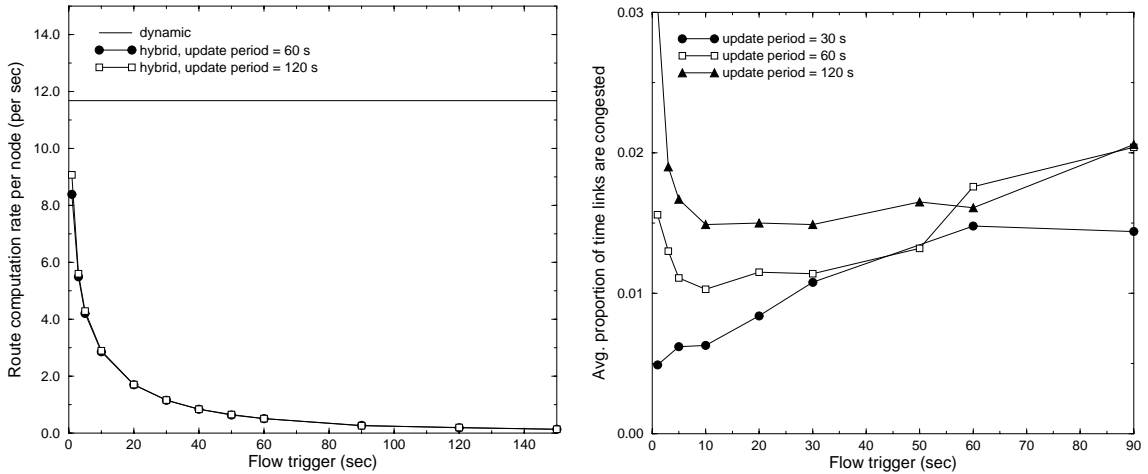 Route computation rate per node (per sec)
14.0
12.0
10.0
8.0
6.0
4.0
2.0
0.0
dynamic
hybrid, update period = 60 s
hybrid, update period = 120 s
0 20 40 60 80 100 120 140
Flow trigger (sec)
Avg. proportion of time links are congested
0.03
0.02
0.01
0.00
update period = 30 s
update period = 60 s
update period = 120 s
0 10 20 30 40 50 60 70 80 90
Flow trigger (sec)